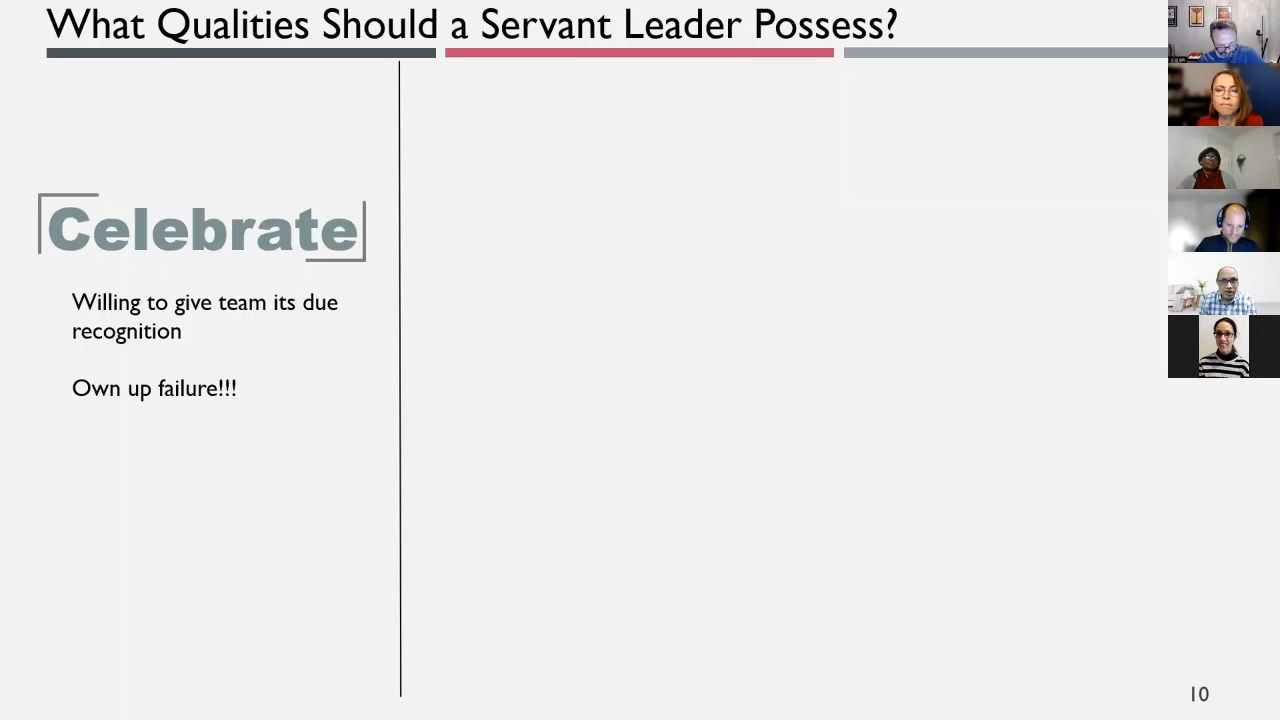 What Qualities Should a Servant Leader Possess?
Celebrate
Willing to give team its due
recognition
Own up failure!!!
10